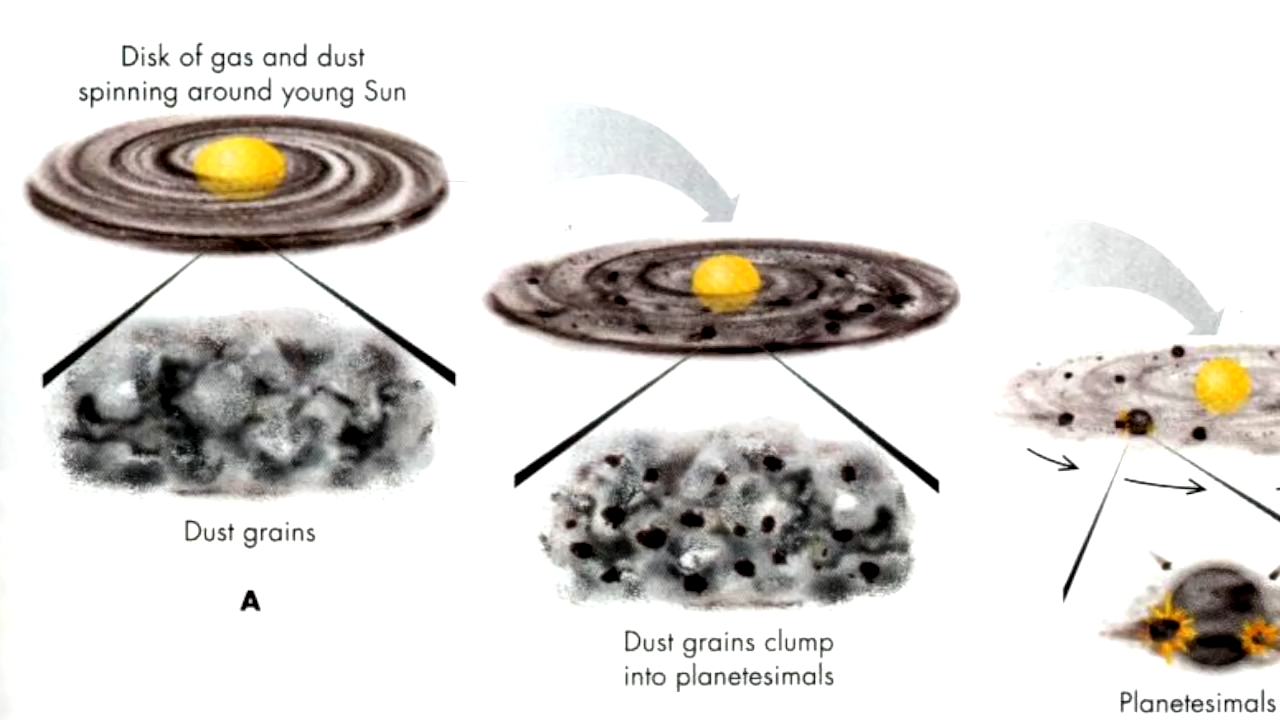 Disk of gas and dust
spinning around young Sun
Dust grains
A
Dust grains clump
into planetesimals
Planetesimals